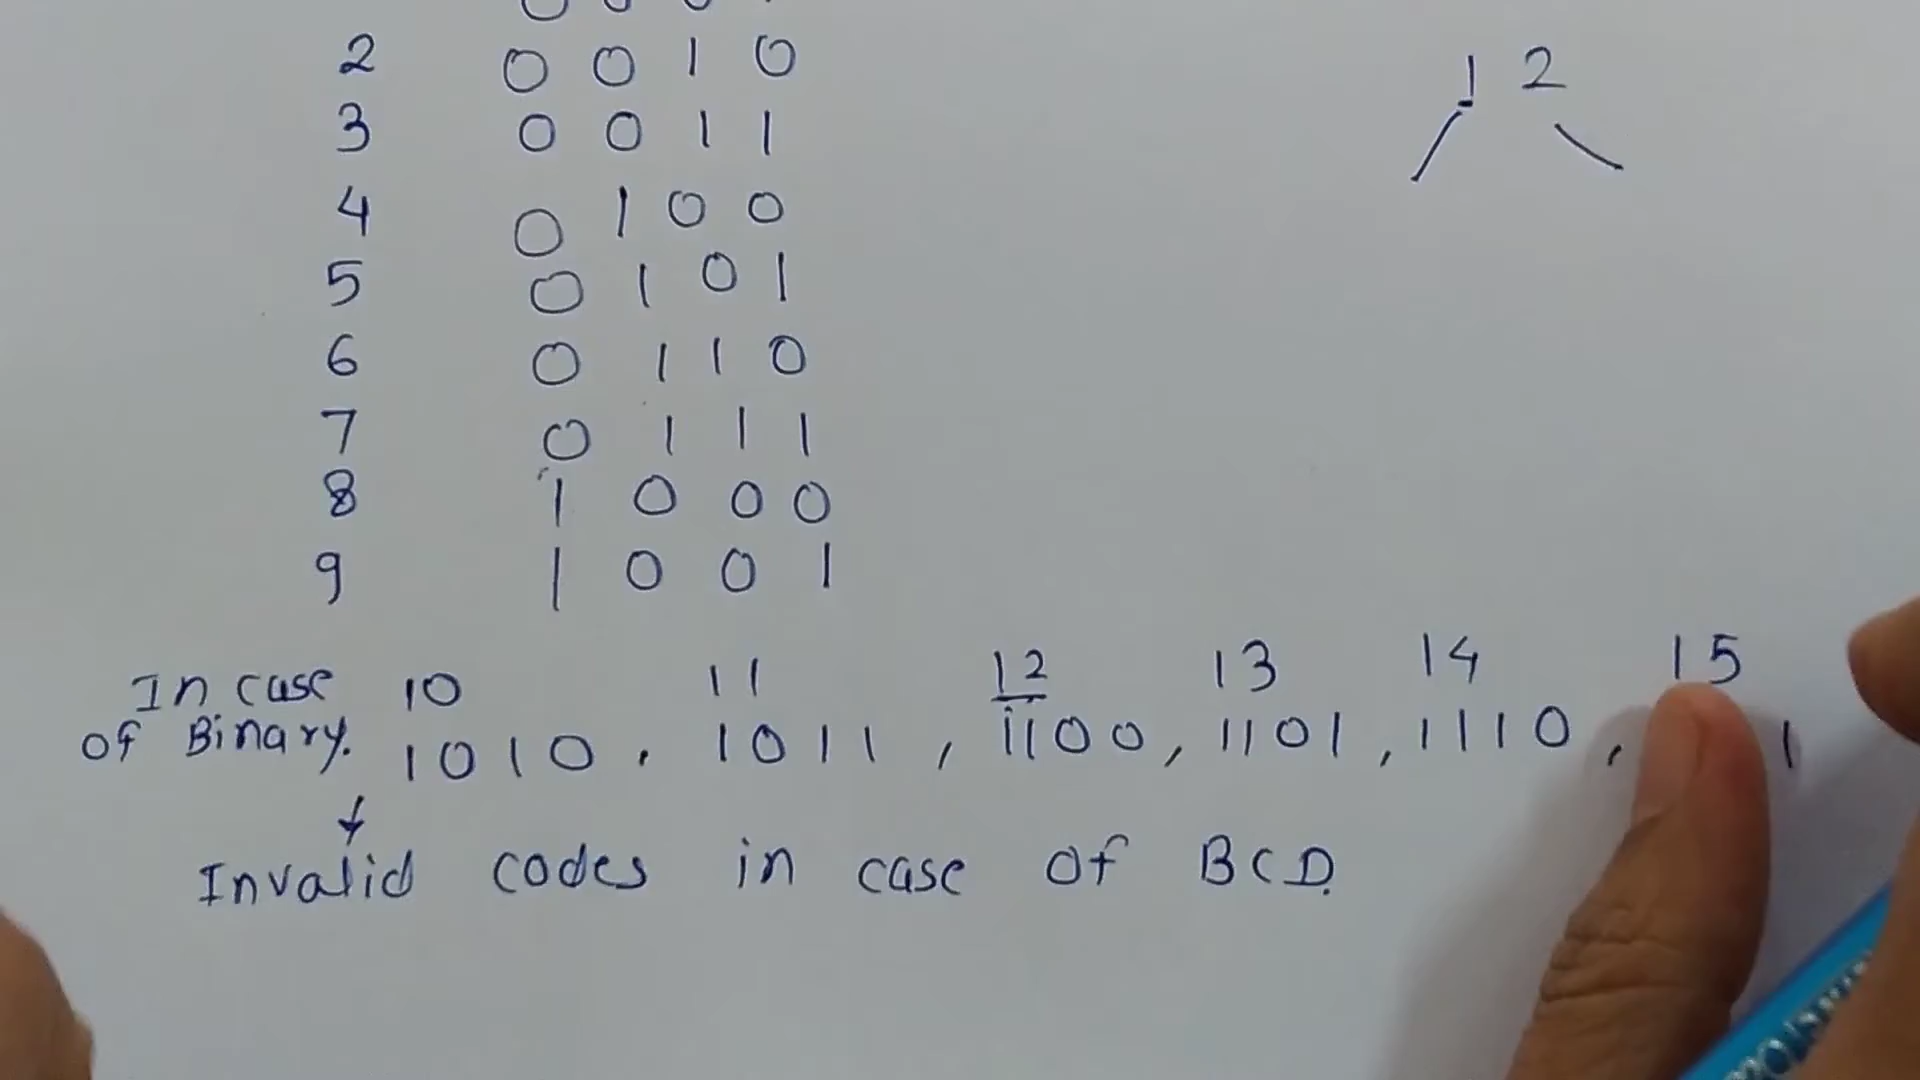 2 0 0 1 0
1 2
3 0 0 1 1
4 0 1 0 0
5 0 1 0 1
6 0 1 1 0
7 0 1 1 1
8 1 0 0 0
9 1 0 0 1
In case 10 11 12 13 14 15
of Binary. 1010, 1011, 1100, 1101, 1110, 1
Invalid codes in case of BCD.